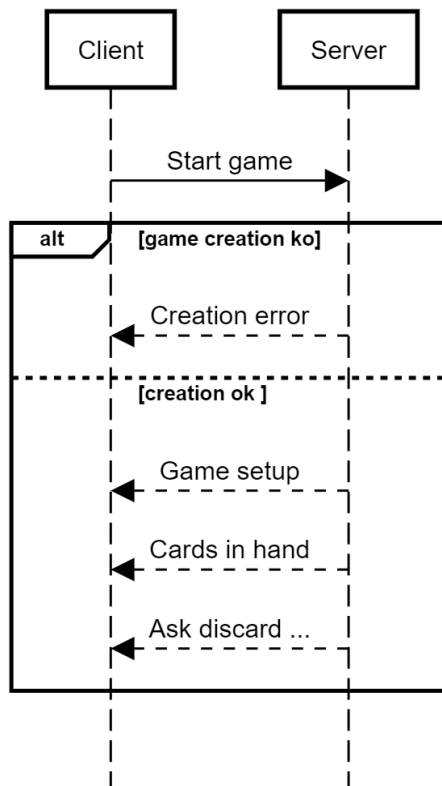 Client Server
Start game
alt [game creation ko]
Creation error
[creation ok ]
Game setup
Cards in hand
Ask discard ...